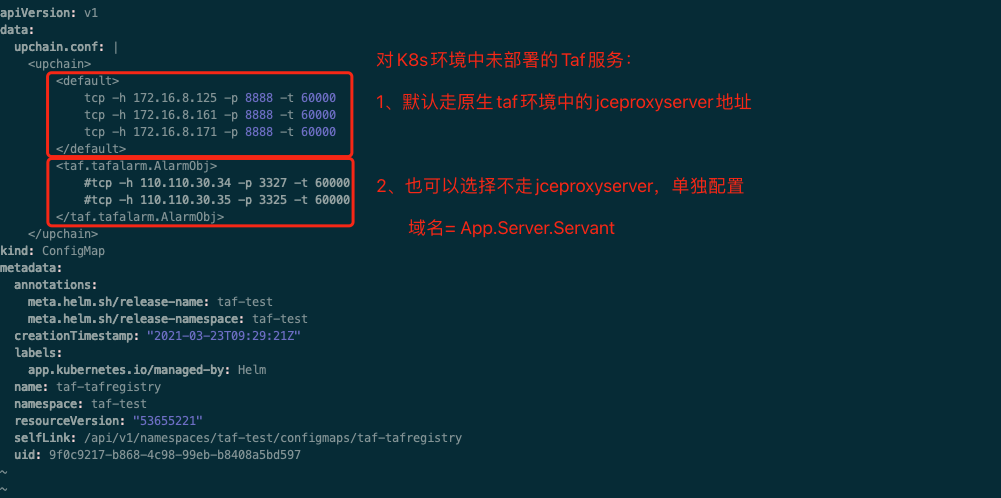 apiVersion: v1
data:
  upchain.conf: |
    <upchain>
        <default>
            tcp -h 172.16.8.125 -p 8888 -t 60000
            tcp -h 172.16.8.161 -p 8888 -t 60000
            tcp -h 172.16.8.171 -p 8888 -t 60000
        </default>
        <taf.tafalarm.AlarmObj>
            #tcp -h 110.110.30.34 -p 3327 -t 60000
            #tcp -h 110.110.30.35 -p 3325 -t 60000
        </taf.tafalarm.AlarmObj>
    </upchain>
对K8s环境中未部署的Taf服务：
1、默认走原生taf环境中的jceproxyserver地址
2、也可以选择不走jceproxyserver，单独配置
域名= App.Server.Servant
kind: ConfigMap
metadata:
  annotations:
    meta.helm.sh/release-name: taf-test
    meta.helm.sh/release-namespace: taf-test
  creationTimestamp: "2021-03-23T09:29:21Z"
  labels:
    app.kubernetes.io/managed-by: Helm
  name: taf-tafregistry
  namespace: taf-test
  resourceVersion: "53655221"
  selfLink: /api/v1/namespaces/taf-test/configmaps/taf-tafregistry
  uid: 9f0c9217-b868-4c98-99eb-b8408a5bd597
~
~